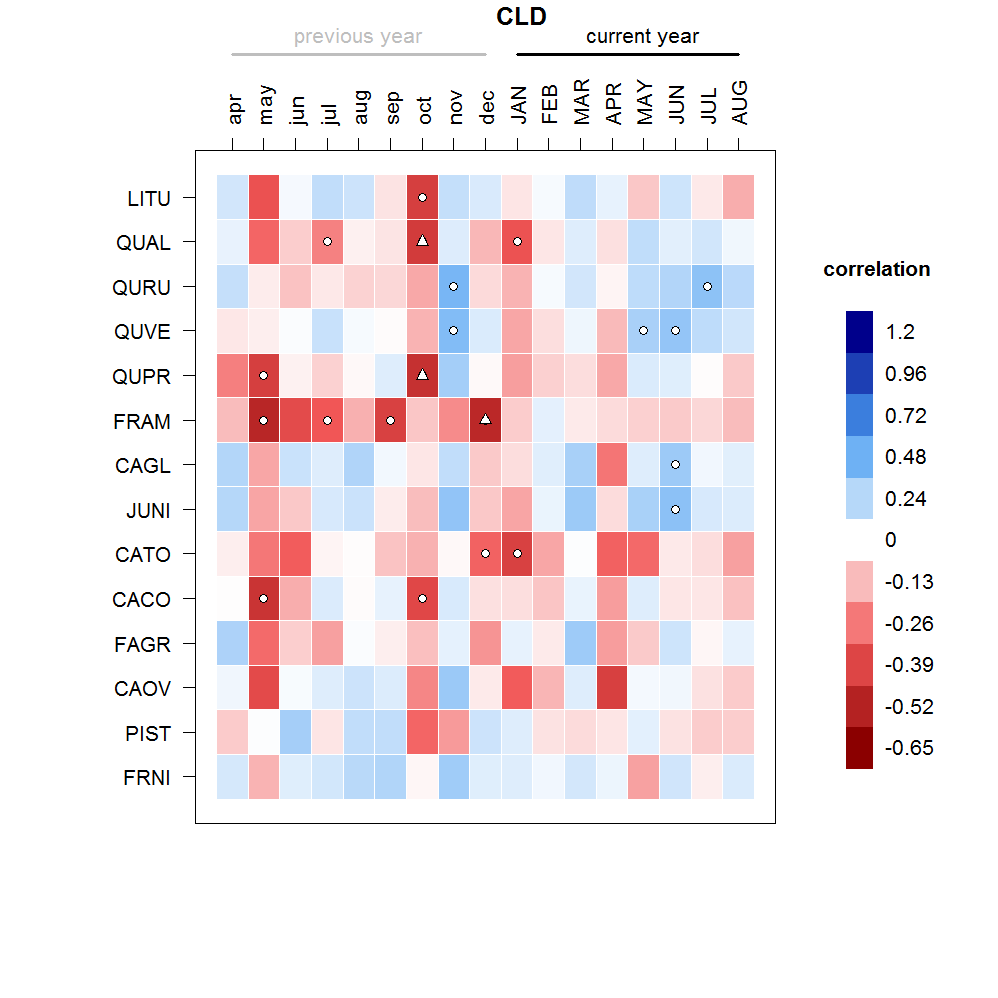 CLD
previous year current year
apr may jun jul aug sep oct nov dec JAN FEB MAR APR MAY JUN JUL AUG
LITU
QUAL
QURU
QUVE
QUPR
FRAM
CAGL
JUNI
CATO
CACO
FAGR
CAOV
PIST
FRNI
correlation
1.2
0.96
0.72
0.48
0.24
0
-0.13
-0.26
-0.39
-0.52
-0.65